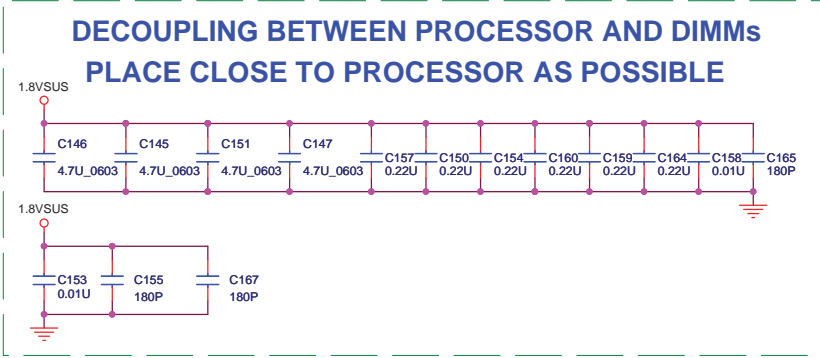 DECOUPLING BETWEEN PROCESSOR AND DIMMs
PLACE CLOSE TO PROCESSOR AS POSSIBLE
1.8VSUS
C146 C145 C151 C147 C157 C150 C154 C160 C159 C164 C158 C165
4.7U_0603 4.7U_0603 4.7U_0603 4.7U_0603 0.22U 0.22U 0.22U 0.22U 0.22U 0.22U 0.01U 180P
1.8VSUS
C153 C155 C167
0.01U 180P 180P